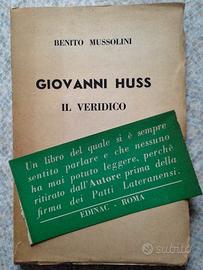 BENITO MUSSOLINI
GIOVANNI HUSS
IL VERIDICO
Un libro del quale si è sempre
sentito parlare e che nessuno
ha mai potuto leggere, perchè
ritirato dall'Autore prima della
firma dei Patti Lateranensi.
EDINAC - ROMA
subito